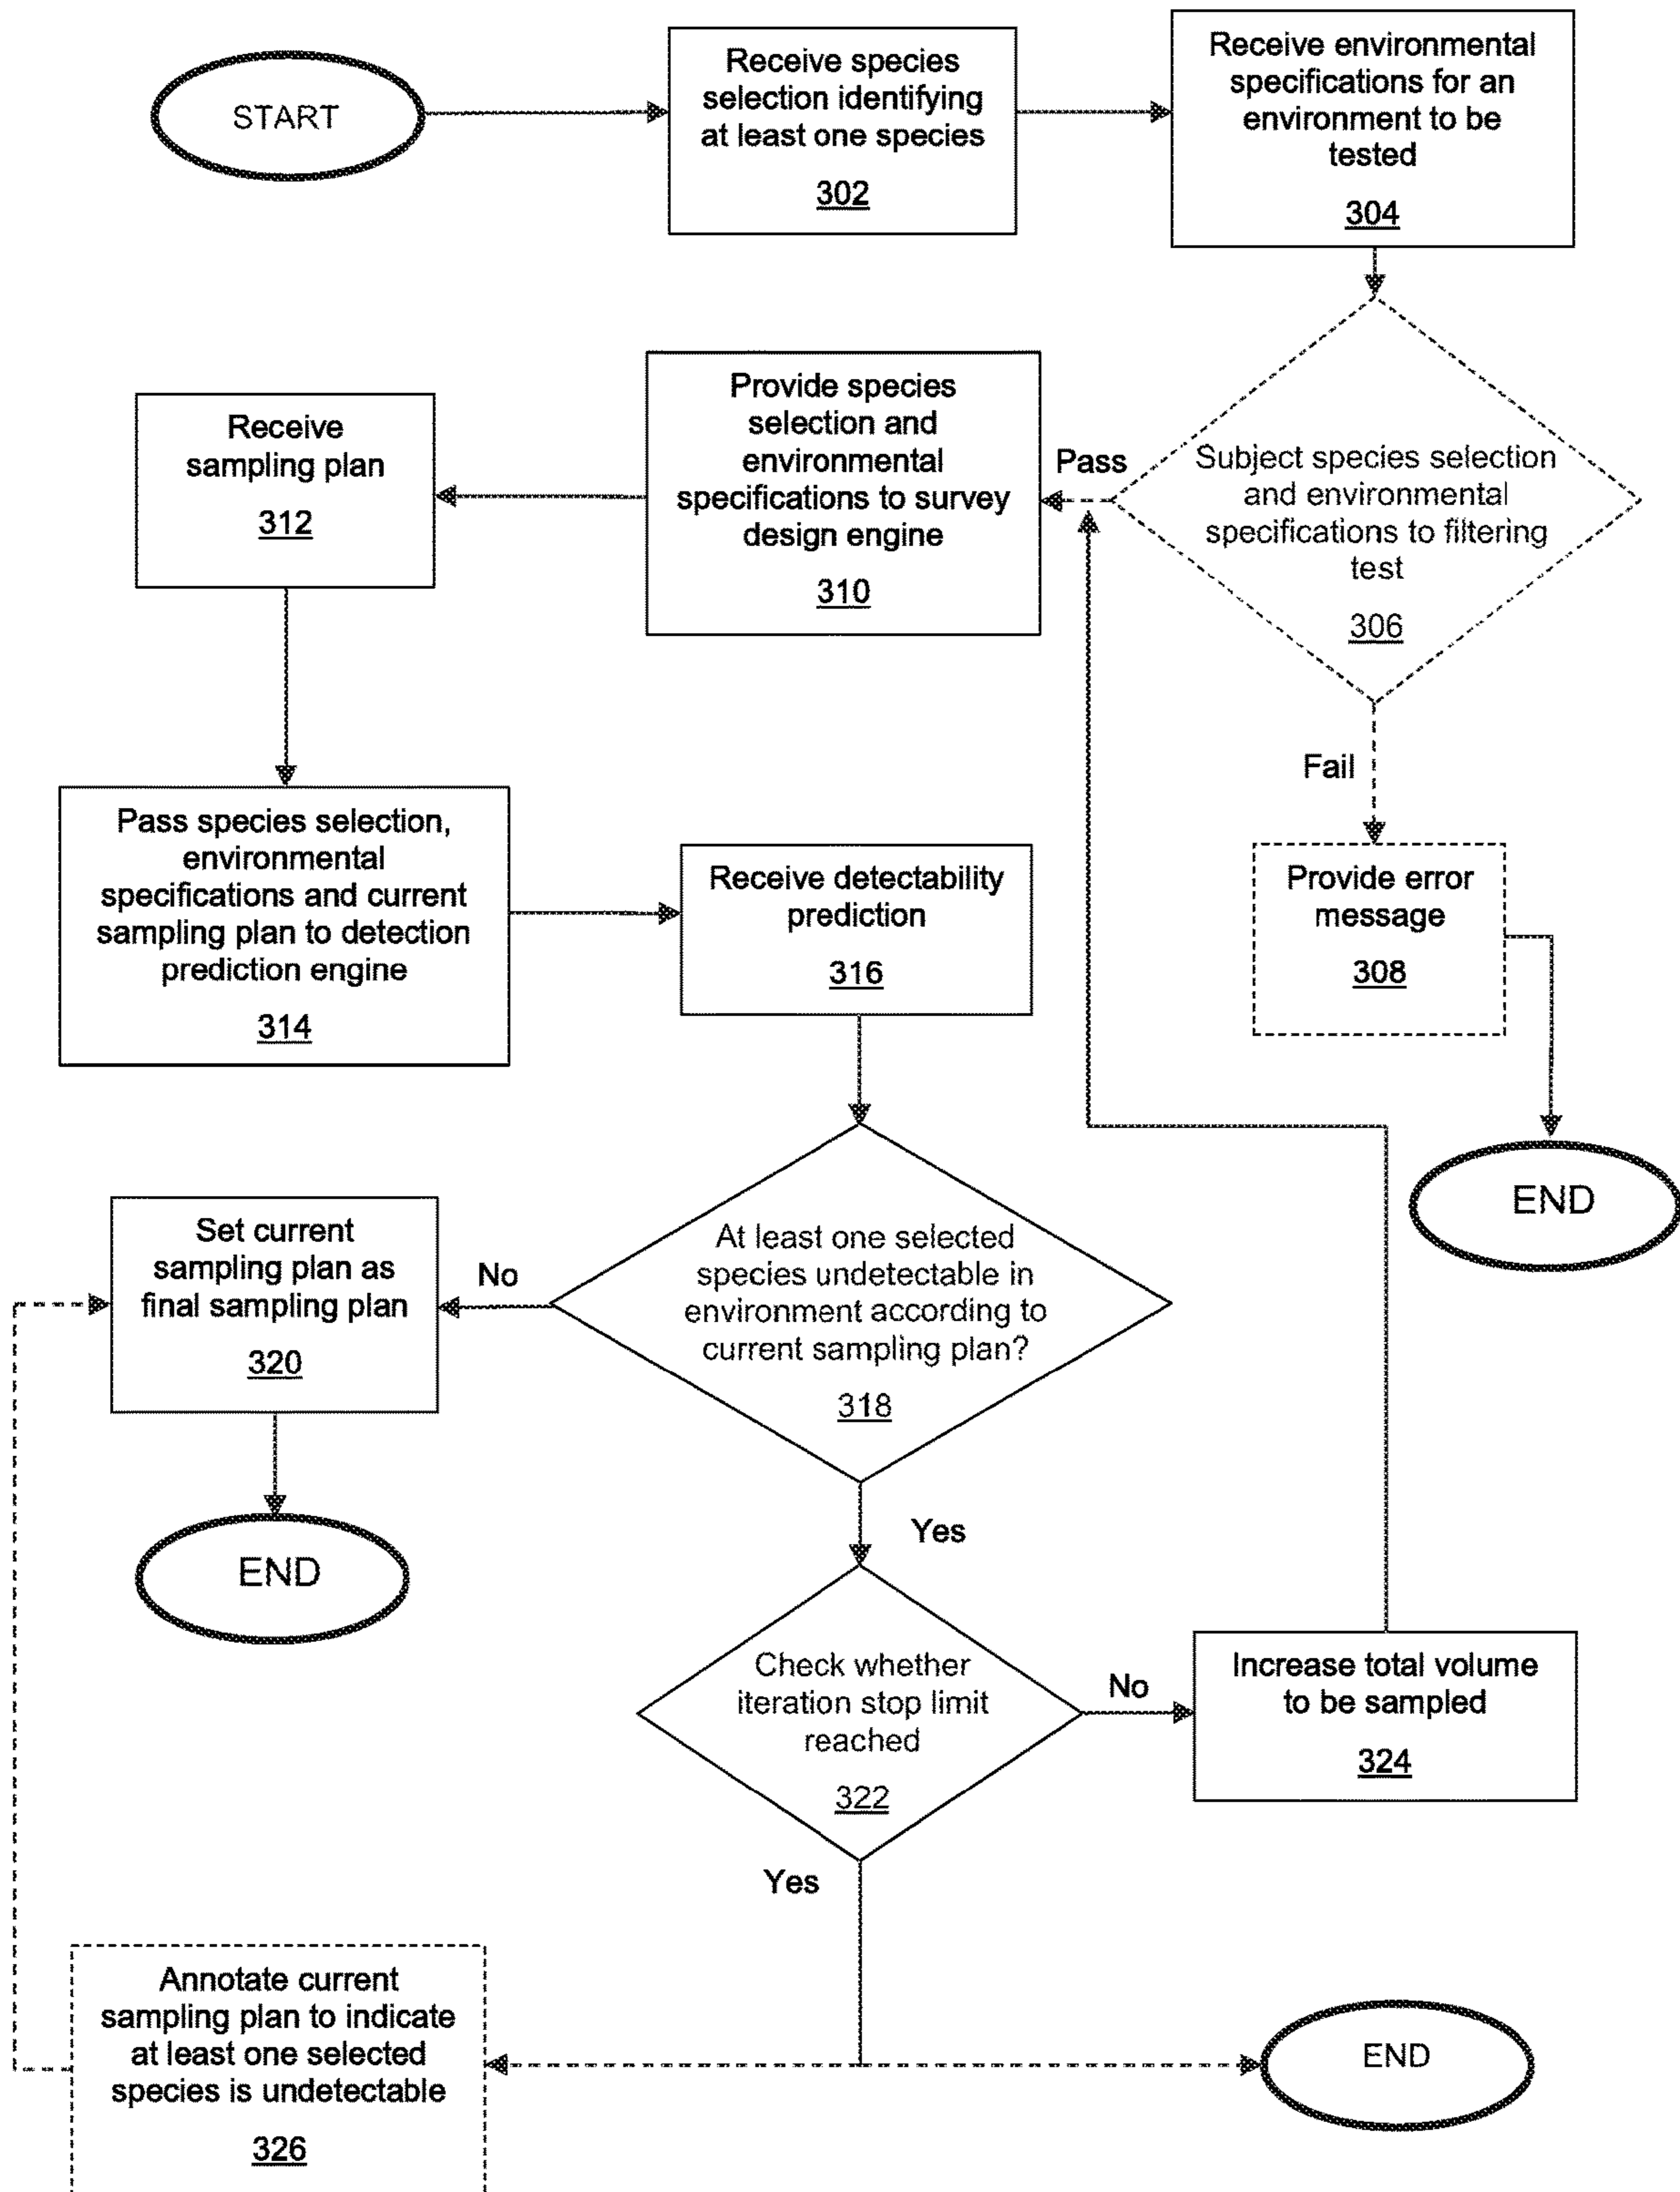 START
Receive species
selection identifying
at least one species
302
Receive environmental
specifications for an
environment to be
tested
304
Subject species selection
and environmental
specifications to filtering
test
306
Pass
Provide species
selection and
environmental
specifications to survey
design engine
310
Receive
sampling plan
312
Fail
Provide error
message
308
END
Pass species selection,
environmental
specifications and current
sampling plan to detection
prediction engine
314
Receive detectability
prediction
316
At least one selected
species undetectable in
environment according to
current sampling plan?
318
No
Set current
sampling plan as
final sampling plan
320
END
Yes
Check whether
iteration stop limit
reached
322
No
Increase total volume
to be sampled
324
Yes
Annotate current
sampling plan to indicate
at least one selected
species is undetectable
326
END